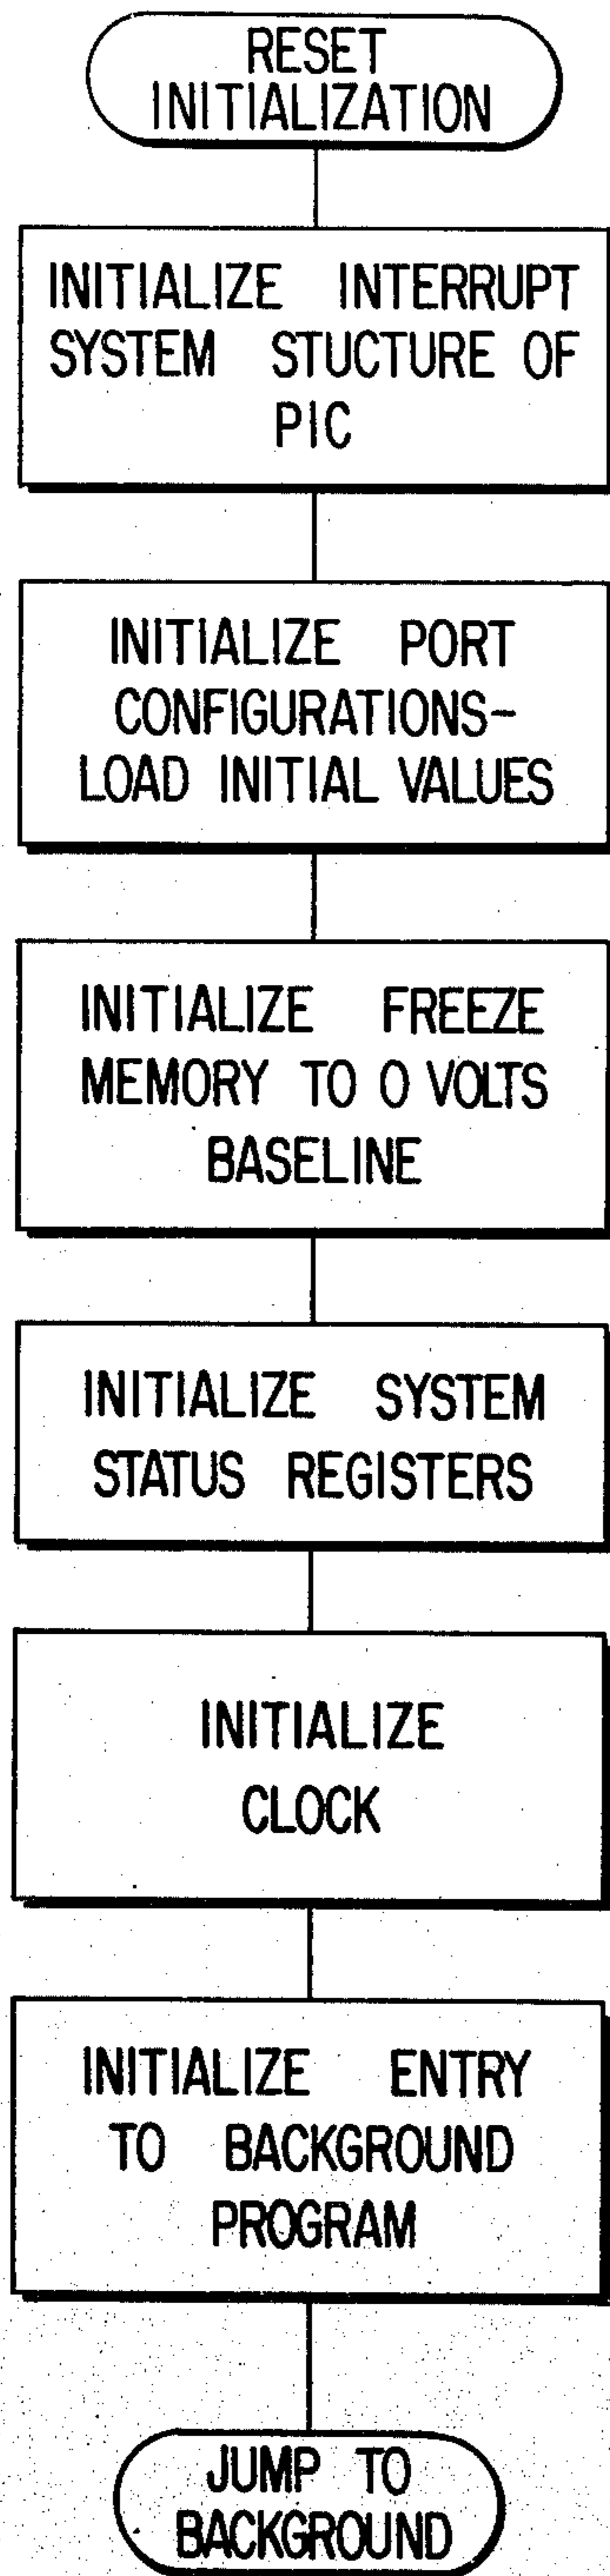 RESET
INITIALIZATION
INITIALIZE INTERRUPT
SYSTEM STUCTURE OF
PIC
INITIALIZE PORT
CONFIGURATIONS-
LOAD INITIAL VALUES
INITIALIZE FREEZE
MEMORY TO 0 VOLTS
BASELINE
INITIALIZE SYSTEM
STATUS REGISTERS
INITIALIZE
CLOCK
INITIALIZE ENTRY
TO BACKGROUND
PROGRAM
JUMP TO
BACKGROUND